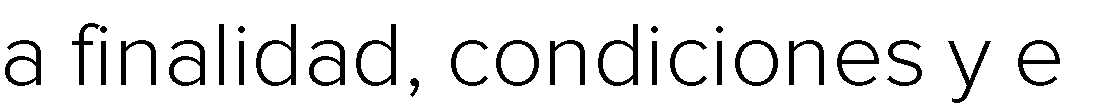 a finalidad, condiciones y e